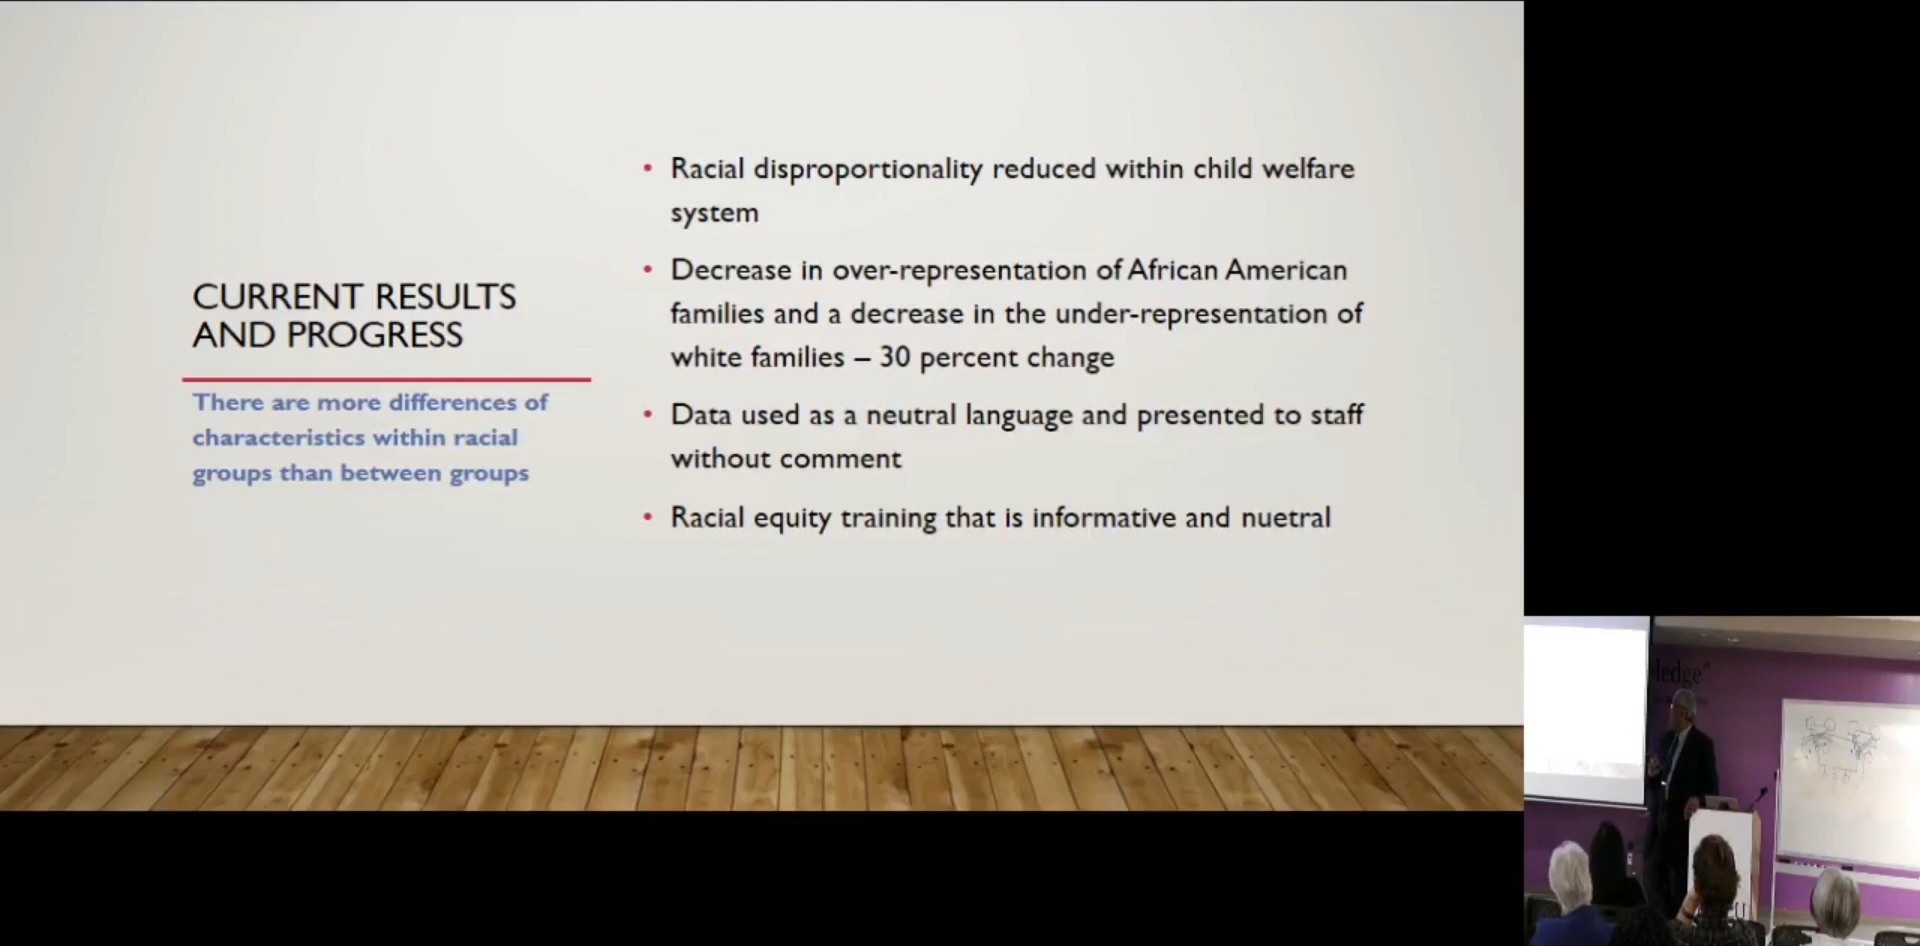 CURRENT RESULTS
AND PROGRESS
There are more differences of
characteristics within racial
groups than between groups
• Racial disproportionality reduced within child welfare
system
• Decrease in over-representation of African American
families and a decrease in the under-representation of
white families – 30 percent change
• Data used as a neutral language and presented to staff
without comment
• Racial equity training that is informative and nuetral
ledge”